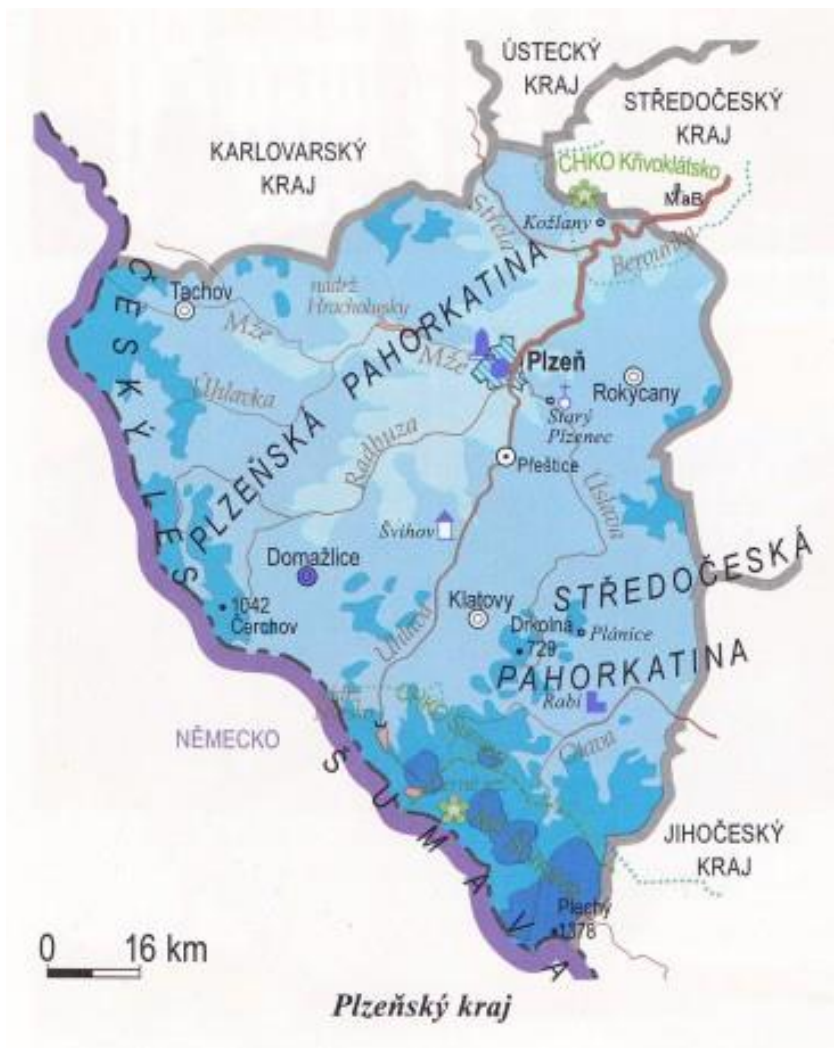 ÚSTECKÝ
KRAJ
STŘEDOČESKÝ
KRAJ
KARLOVARSKÝ
KRAJ
CHKO Křivoklátsko
MaB
Střela
Kožlany
Berounka
Tachov
nádrž
Hracholusky
Mže
Mže
Plzeň
Rokycany
Starý
Plzenec
Úhlavka
Radbuza
Přeštice
Úslava
ČESKÝ LES
PLZEŇSKÁ PAHORKATINA
Švihov
Domažlice
STŘEDOČESKÁ
PAHORKATINA
1042
Čerchov
Klatovy
Drkolná
729
Plánice
Úhlava
Rabí
Otava
NĚMECKO
CHKO
ŠUMAVA
JIHOČESKÝ
KRAJ
Plechý
1378
0 16 km
Plzeňský kraj